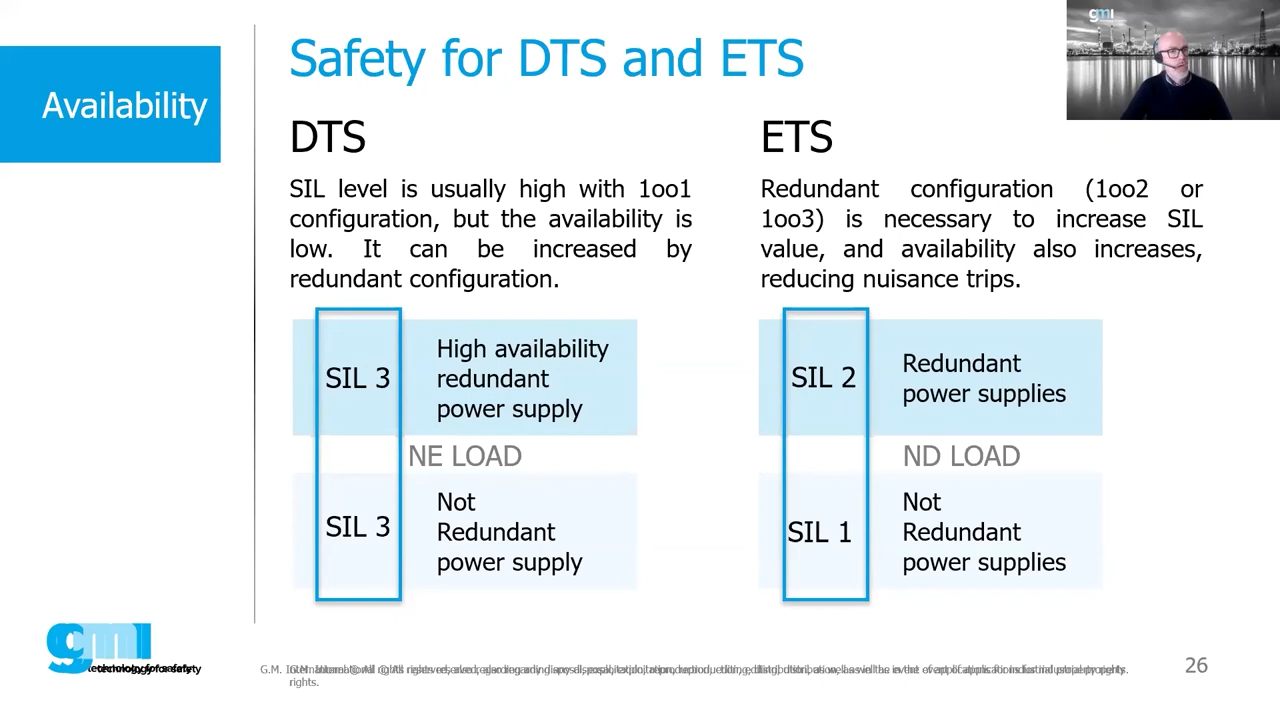 Availability
Safety for DTS and ETS
DTS
SIL level is usually high with 1oo1
configuration, but the availability is
low. It can be increased by
redundant configuration.
SIL 3
High availability
redundant
power supply
NE LOAD
SIL 3
Not
Redundant
power supply
ETS
Redundant configuration (1oo2 or
1oo3) is necessary to increase SIL
value, and availability also increases,
reducing nuisance trips.
SIL 2
Redundant
power supplies
ND LOAD
SIL 1
Not
Redundant
power supplies
gmi
gmi
technology for safety
G.M. International
rights.
26